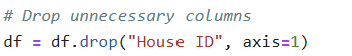 # Drop unnecessary columns
df = df.drop("House ID", axis=1)